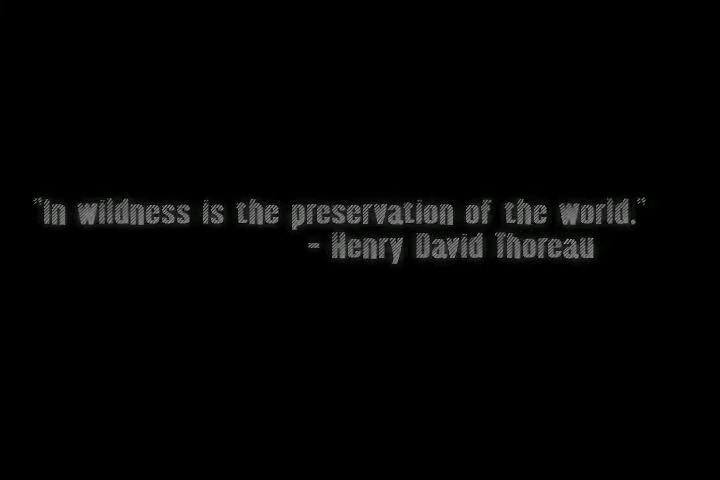 "In wildness is the preservation of the world."
- Henry David Thoreau